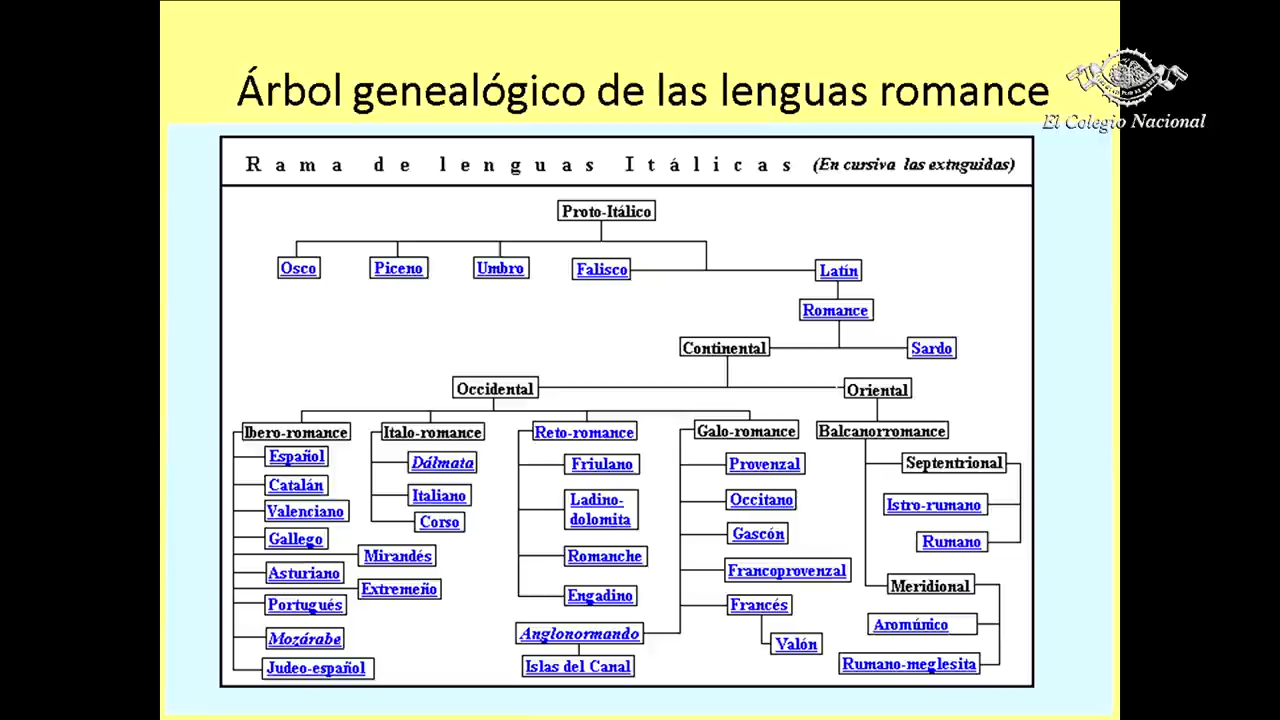 Árbol genealógico de las lenguas romance
El Colegio Nacional
Rama de lenguas Itálicas (En cursiva las extnguidas)
Proto-Itálico
Osco
Piceno
Umbro
Falisco
Latín
Romance
Continental
Sardo
Occidental
Oriental
Ibero-romance
Italo-romance
Reto-romance
Galo-romance
Balcanorromance
Español
Catalán
Valenciano
Gallego
Mirandés
Asturiano
Extremeño
Portugués
Mozárabe
Judeo-español
Dálmata
Italiano
Corso
Friulano
Ladino-
dolomita
Romanche
Engadino
Anglonormando
Islas del Canal
Provenzal
Occitano
Gascón
Francoprovenzal
Francés
Valón
Septentrional
Istro-rumano
Rumano
Meridional
Aromúnico
Rumano-meglesita